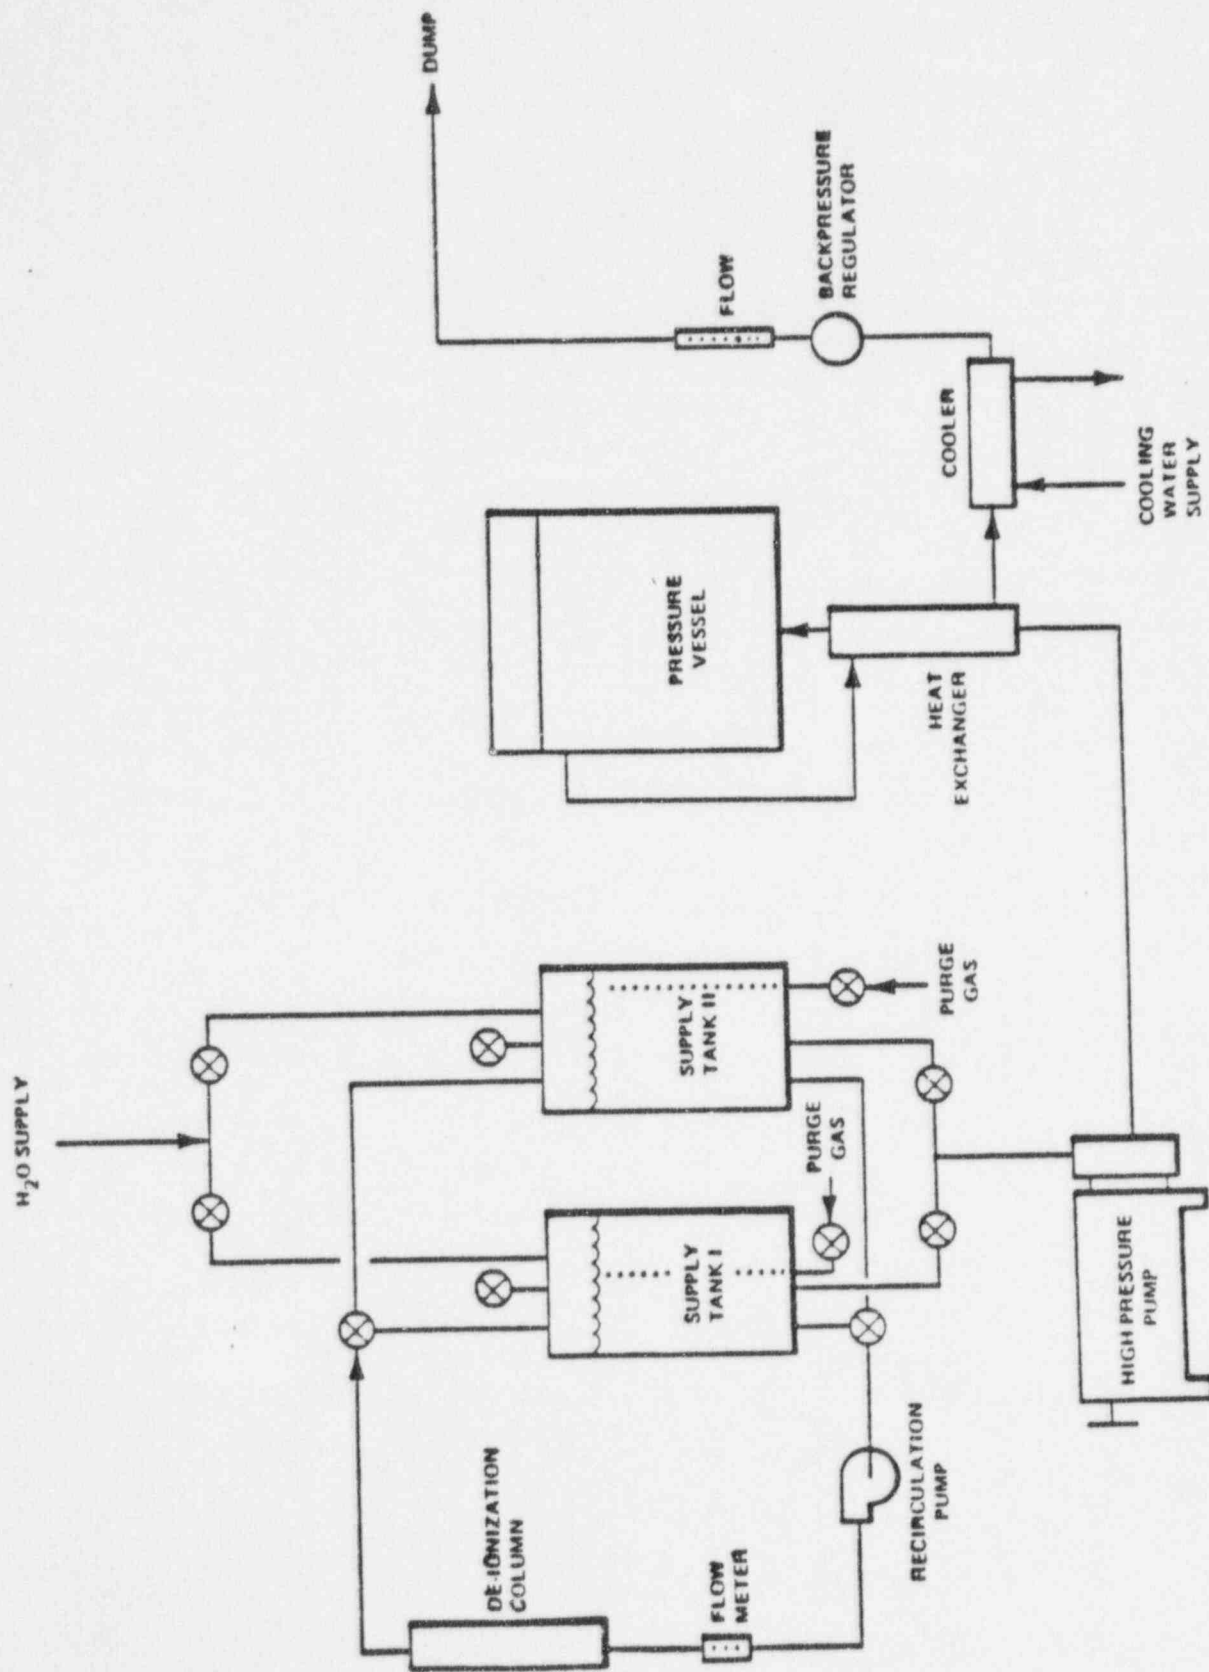 H₂O SUPPLY
DUMP
FLOW
BACKPRESSURE
REGULATOR
COOLER
COOLING
WATER
SUPPLY
PRESSURE
VESSEL
HEAT
EXCHANGER
SUPPLY
TANK II
PURGE
GAS
SUPPLY
TANK I
PURGE
GAS
HIGH PRESSURE
PUMP
DE-IONIZATION
COLUMN
FLOW
METER
RECIRCULATION
PUMP